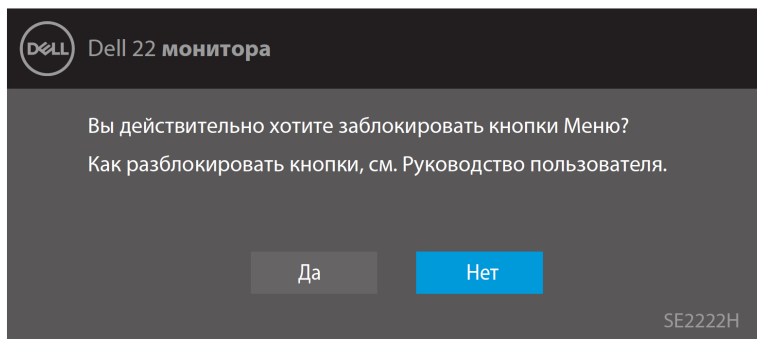 DELL
Dell 22 монитора
Вы действительно хотите заблокировать кнопки Меню?
Как разблокировать кнопки, см. Руководство пользователя.
Да
Нет
SE2222H